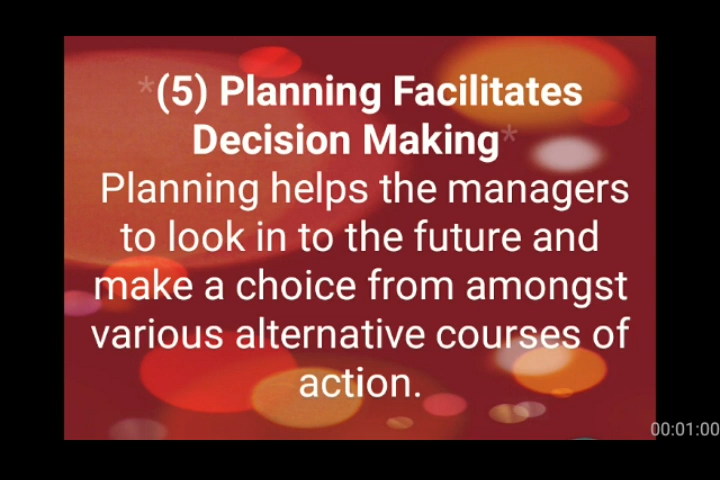 *(5) Planning Facilitates
Decision Making*
Planning helps the managers
to look in to the future and
make a choice from amongst
various alternative courses of
action.
00:01:00